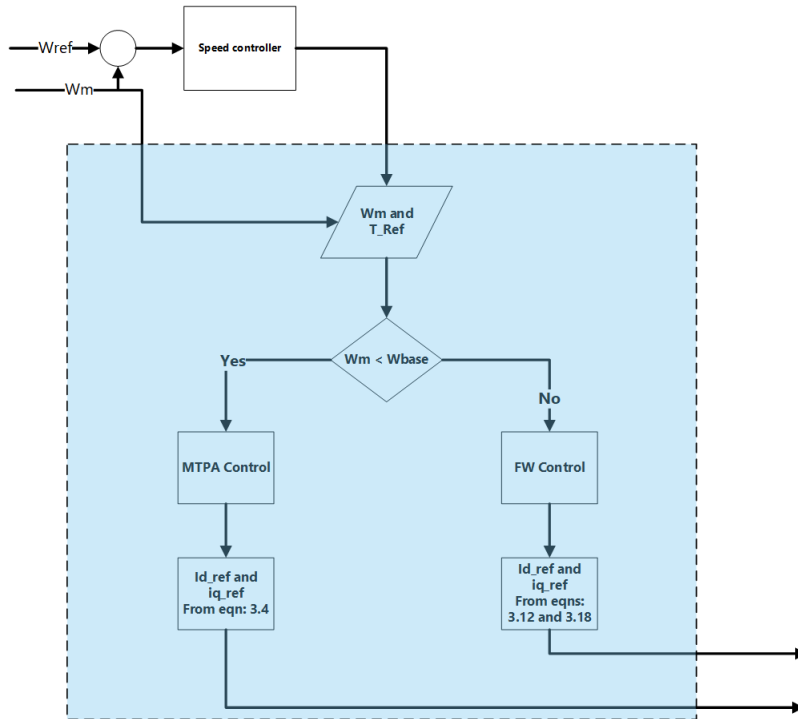 Wref
Speed controller
Wm
Wm and
T_Ref
Wm < Wbase
Yes
No
MTPA Control
FW Control
Id_ref and
iq_ref
From eqn: 3.4
Id_ref and
iq_ref
From eqns:
3.12 and 3.18